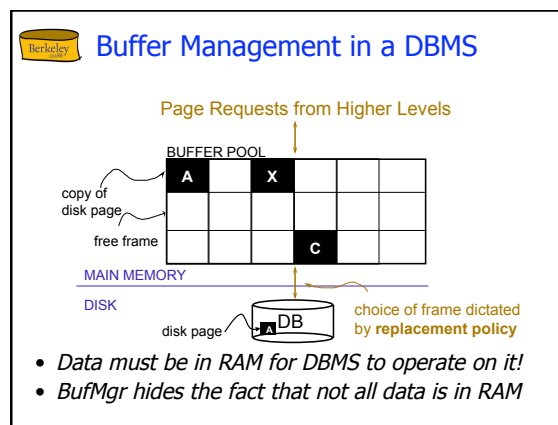 Berkeley
cs186
Buffer Management in a DBMS
Page Requests from Higher Levels
BUFFER POOL
A
X
copy of
disk page
free frame
C
MAIN MEMORY
DISK
disk page
A
DB
choice of frame dictated
by replacement policy
• Data must be in RAM for DBMS to operate on it!
• BufMgr hides the fact that not all data is in RAM